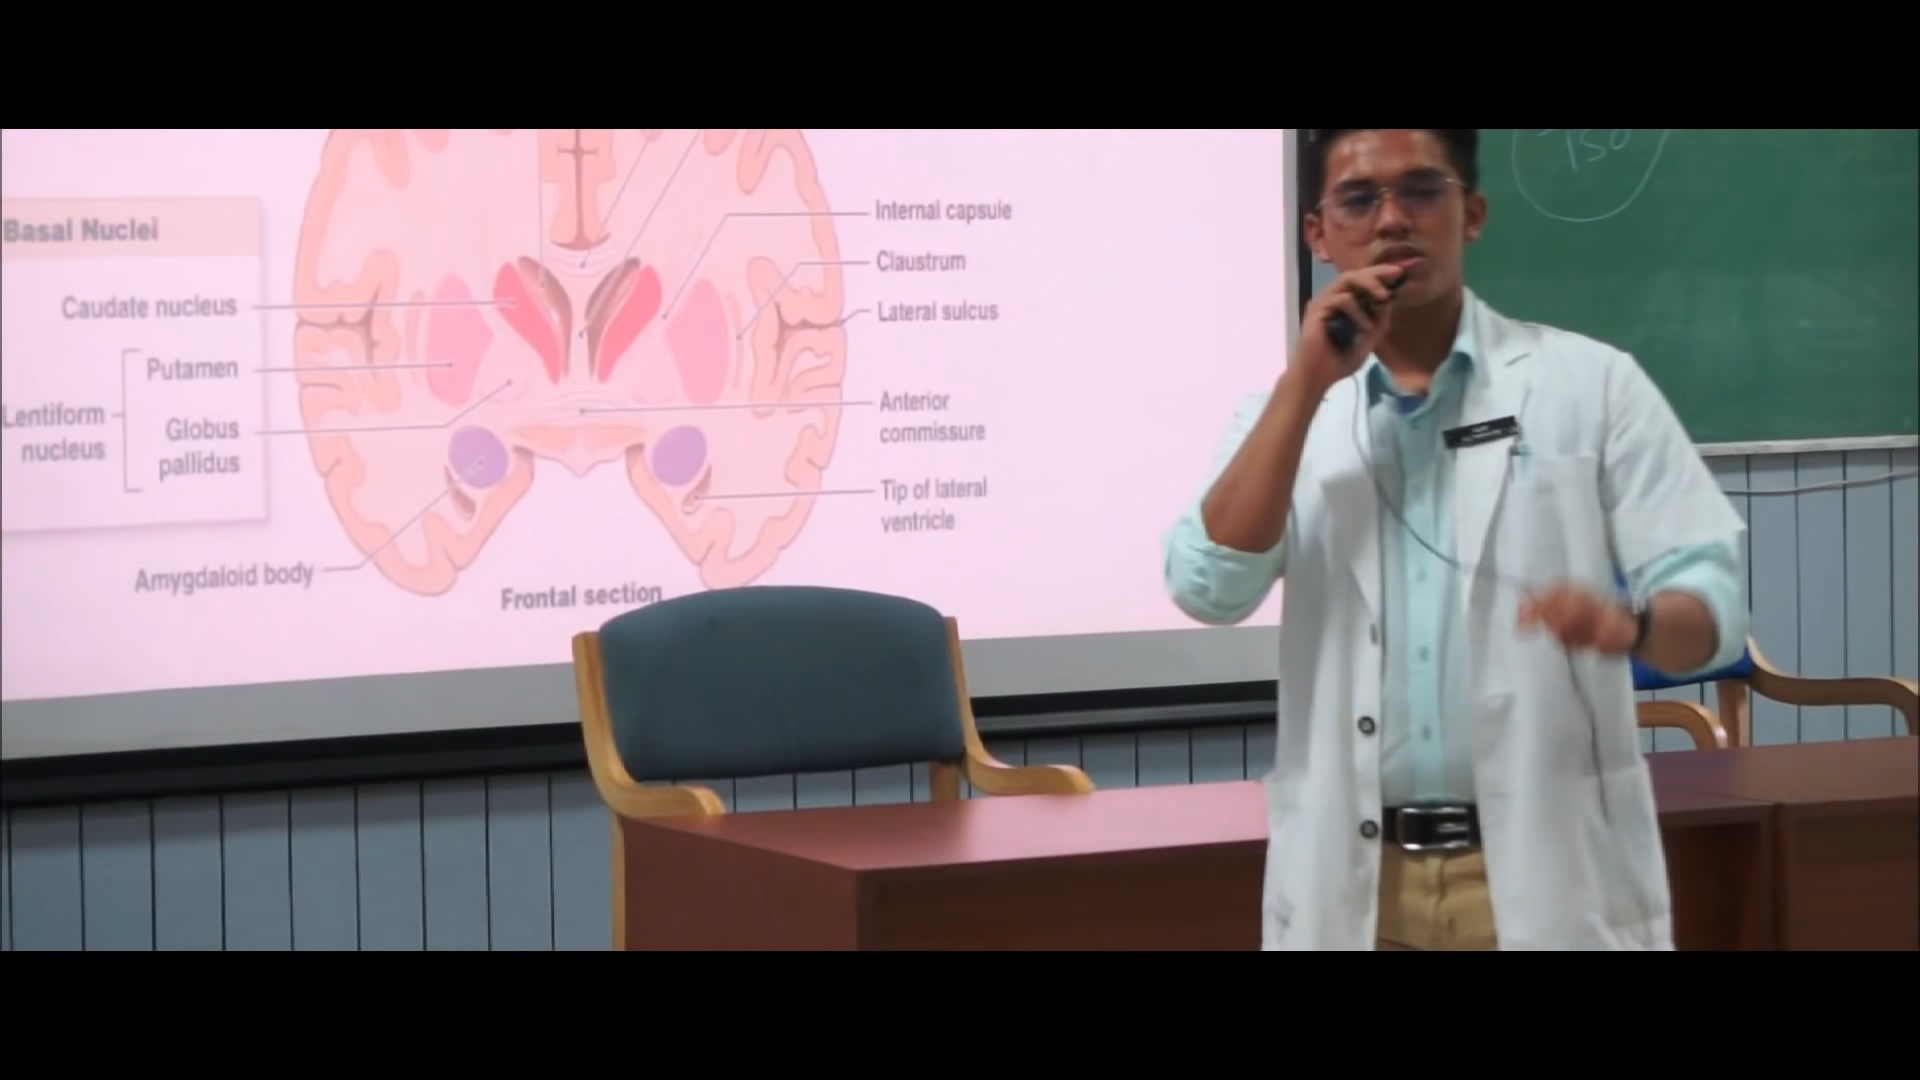 Basal Nuclei
Caudate nucleus
Putamen
Lentiform
nucleus
Globus
pallidus
Amygdaloid body
Internal capsule
Claustrum
Lateral sulcus
Anterior
commissure
Tip of lateral
ventricle
Frontal section
150